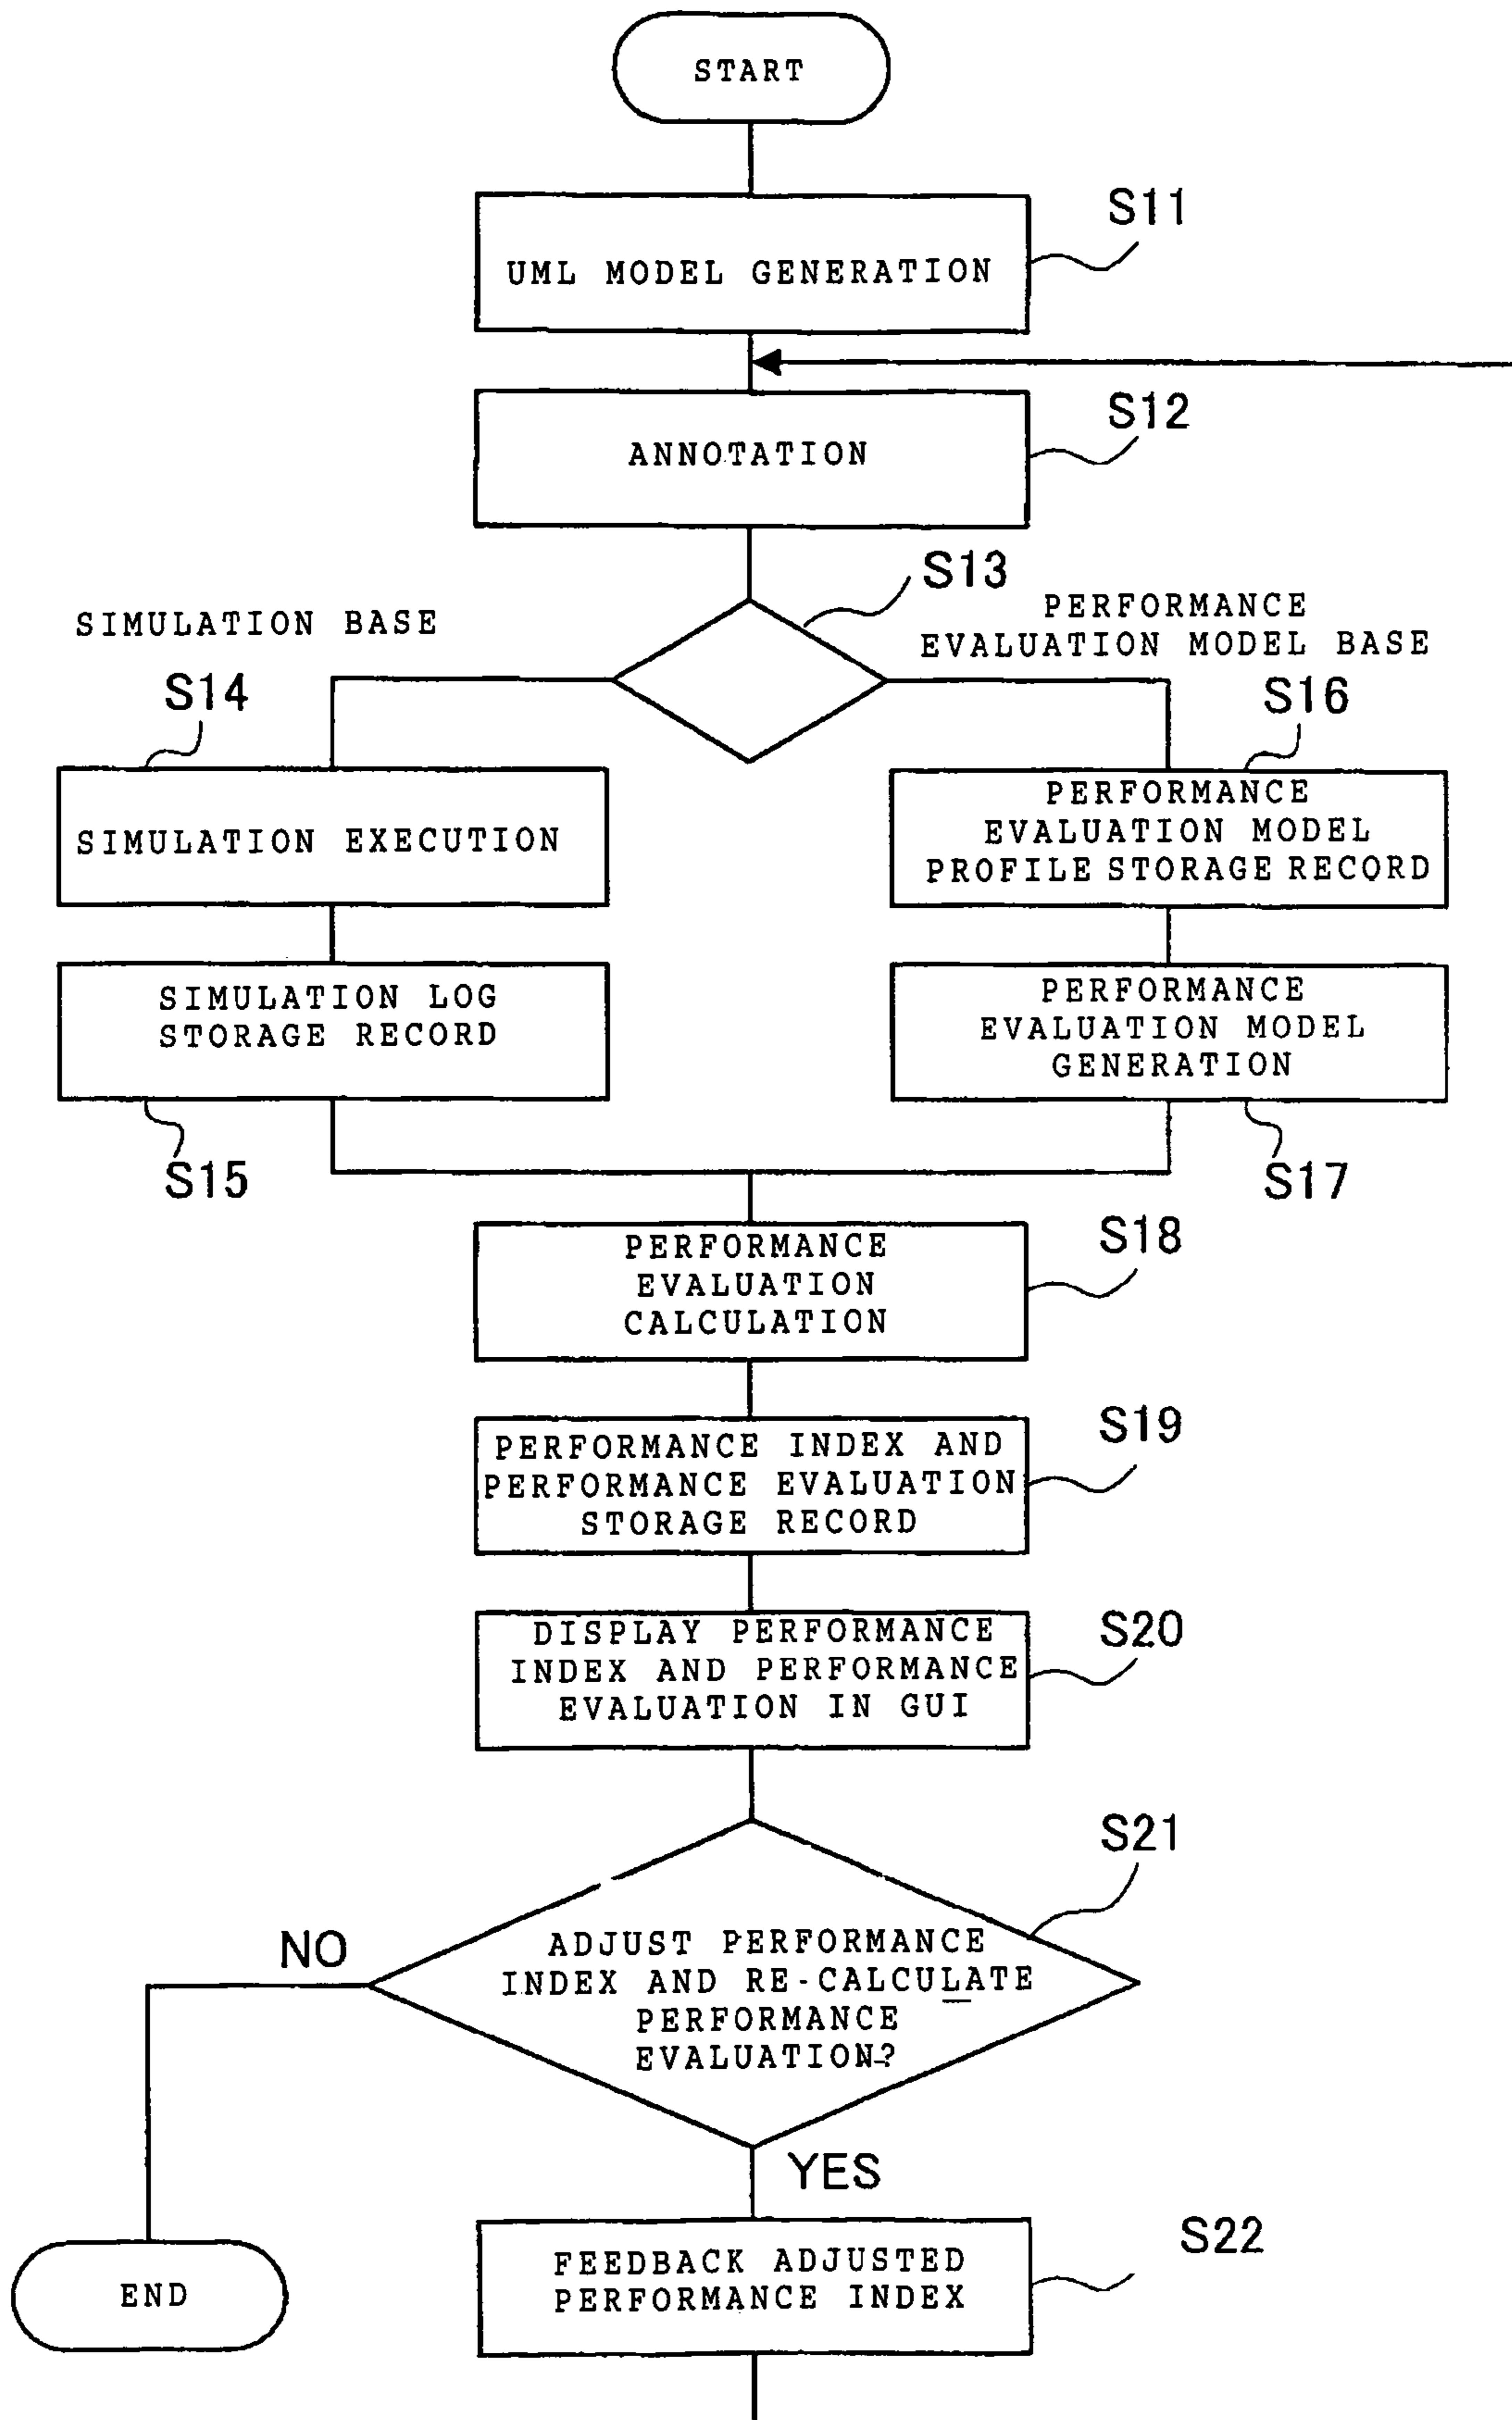 START
S11
UML MODEL GENERATION
S12
ANNOTATION
S13
SIMULATION BASE
PERFORMANCE
EVALUATION MODEL BASE
S14
S16
SIMULATION EXECUTION
PERFORMANCE
EVALUATION MODEL
PROFILE STORAGE RECORD
SIMULATION LOG
STORAGE RECORD
PERFORMANCE
EVALUATION MODEL
GENERATION
S15
S17
S18
PERFORMANCE
EVALUATION
CALCULATION
S19
PERFORMANCE INDEX AND
PERFORMANCE EVALUATION
STORAGE RECORD
S20
DISPLAY PERFORMANCE
INDEX AND PERFORMANCE
EVALUATION IN GUI
S21
NO
ADJUST PERFORMANCE
INDEX AND RE-CALCULATE
PERFORMANCE
EVALUATION?
YES
S22
FEEDBACK ADJUSTED
PERFORMANCE INDEX
END